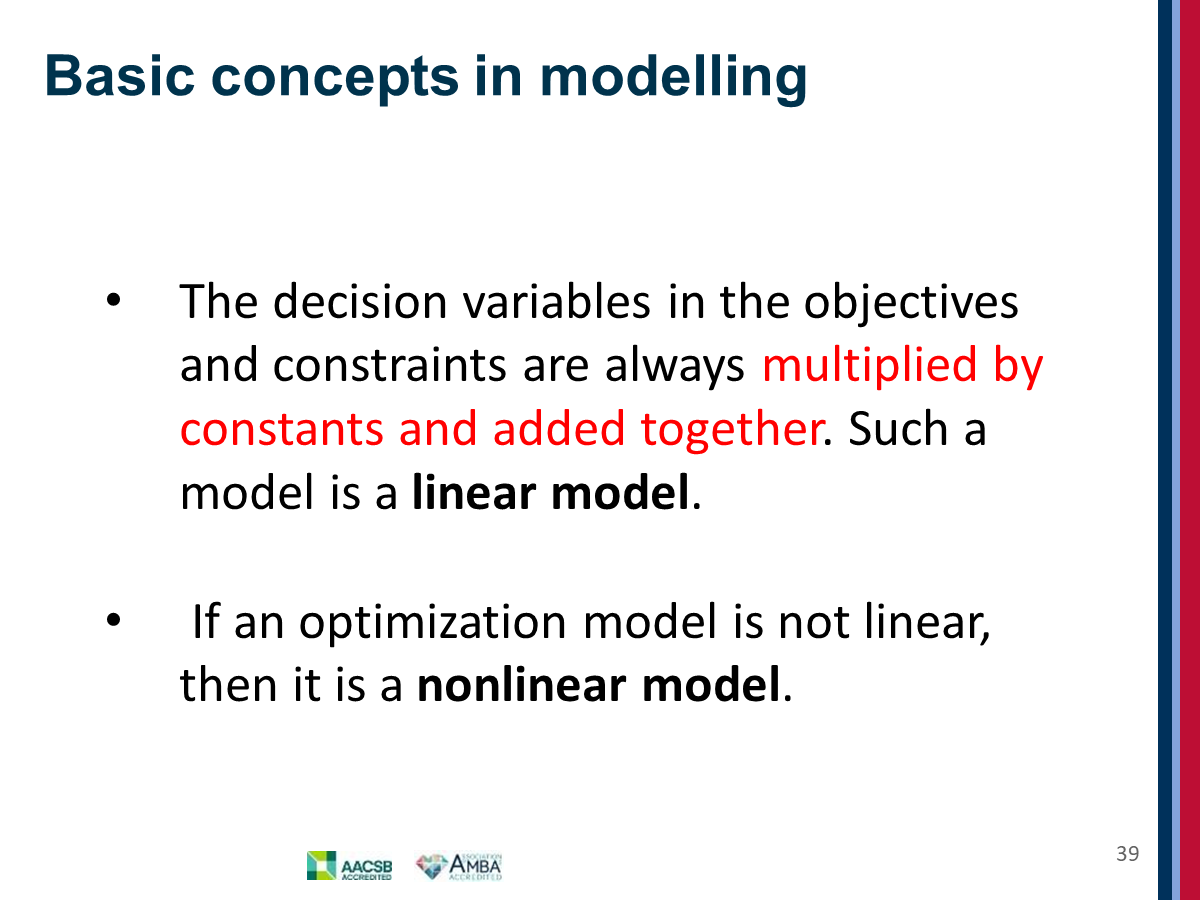 Basic concepts in modelling
• The decision variables in the objectives
and constraints are always multiplied by
constants and added together. Such a
model is a linear model.
• If an optimization model is not linear,
then it is a nonlinear model.
AACSB
ACCREDITED
ASSOCIATION
AMBA
ACCREDITED
39